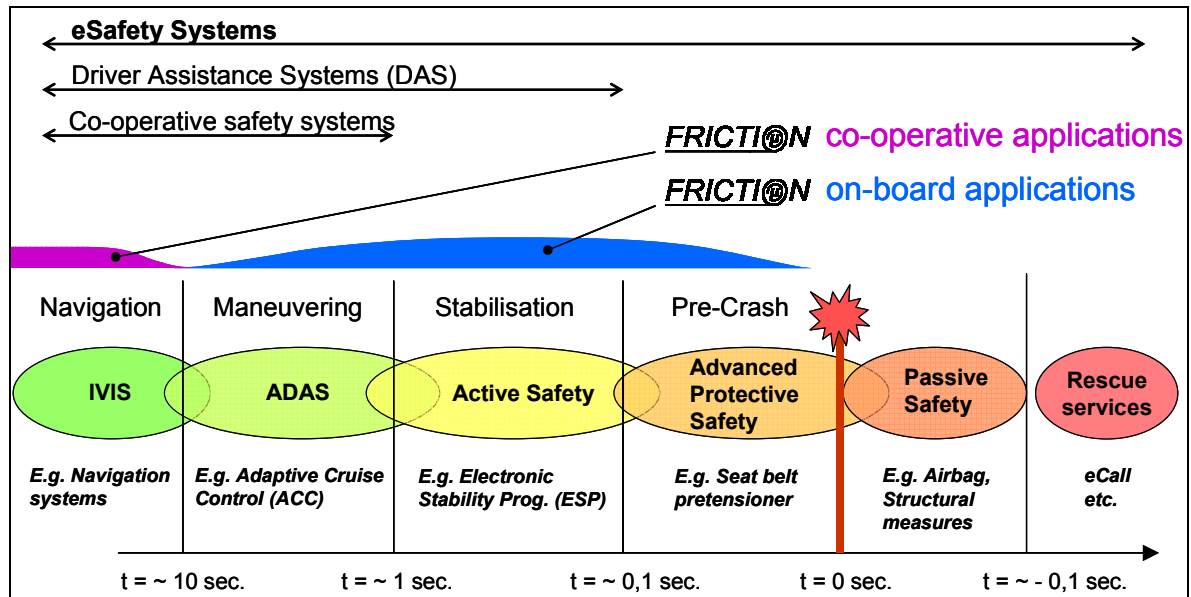 eSafety Systems
Driver Assistance Systems (DAS)
Co-operative safety systems
FRICTI@N co-operative applications
FRICTI@N on-board applications
Navigation
Maneuvering
Stabilisation
Pre-Crash
IVIS
ADAS
Active Safety
Advanced
Protective
Safety
Passive
Safety
Rescue
services
E.g. Navigation
systems
E.g. Adaptive Cruise
Control (ACC)
E.g. Electronic
Stability Prog. (ESP)
E.g. Seat belt
pretensioner
E.g. Airbag,
Structural
measures
eCall
etc.
t = ~ 10 sec.
t = ~ 1 sec.
t = ~ 0,1 sec.
t = 0 sec.
t = ~ - 0,1 sec.